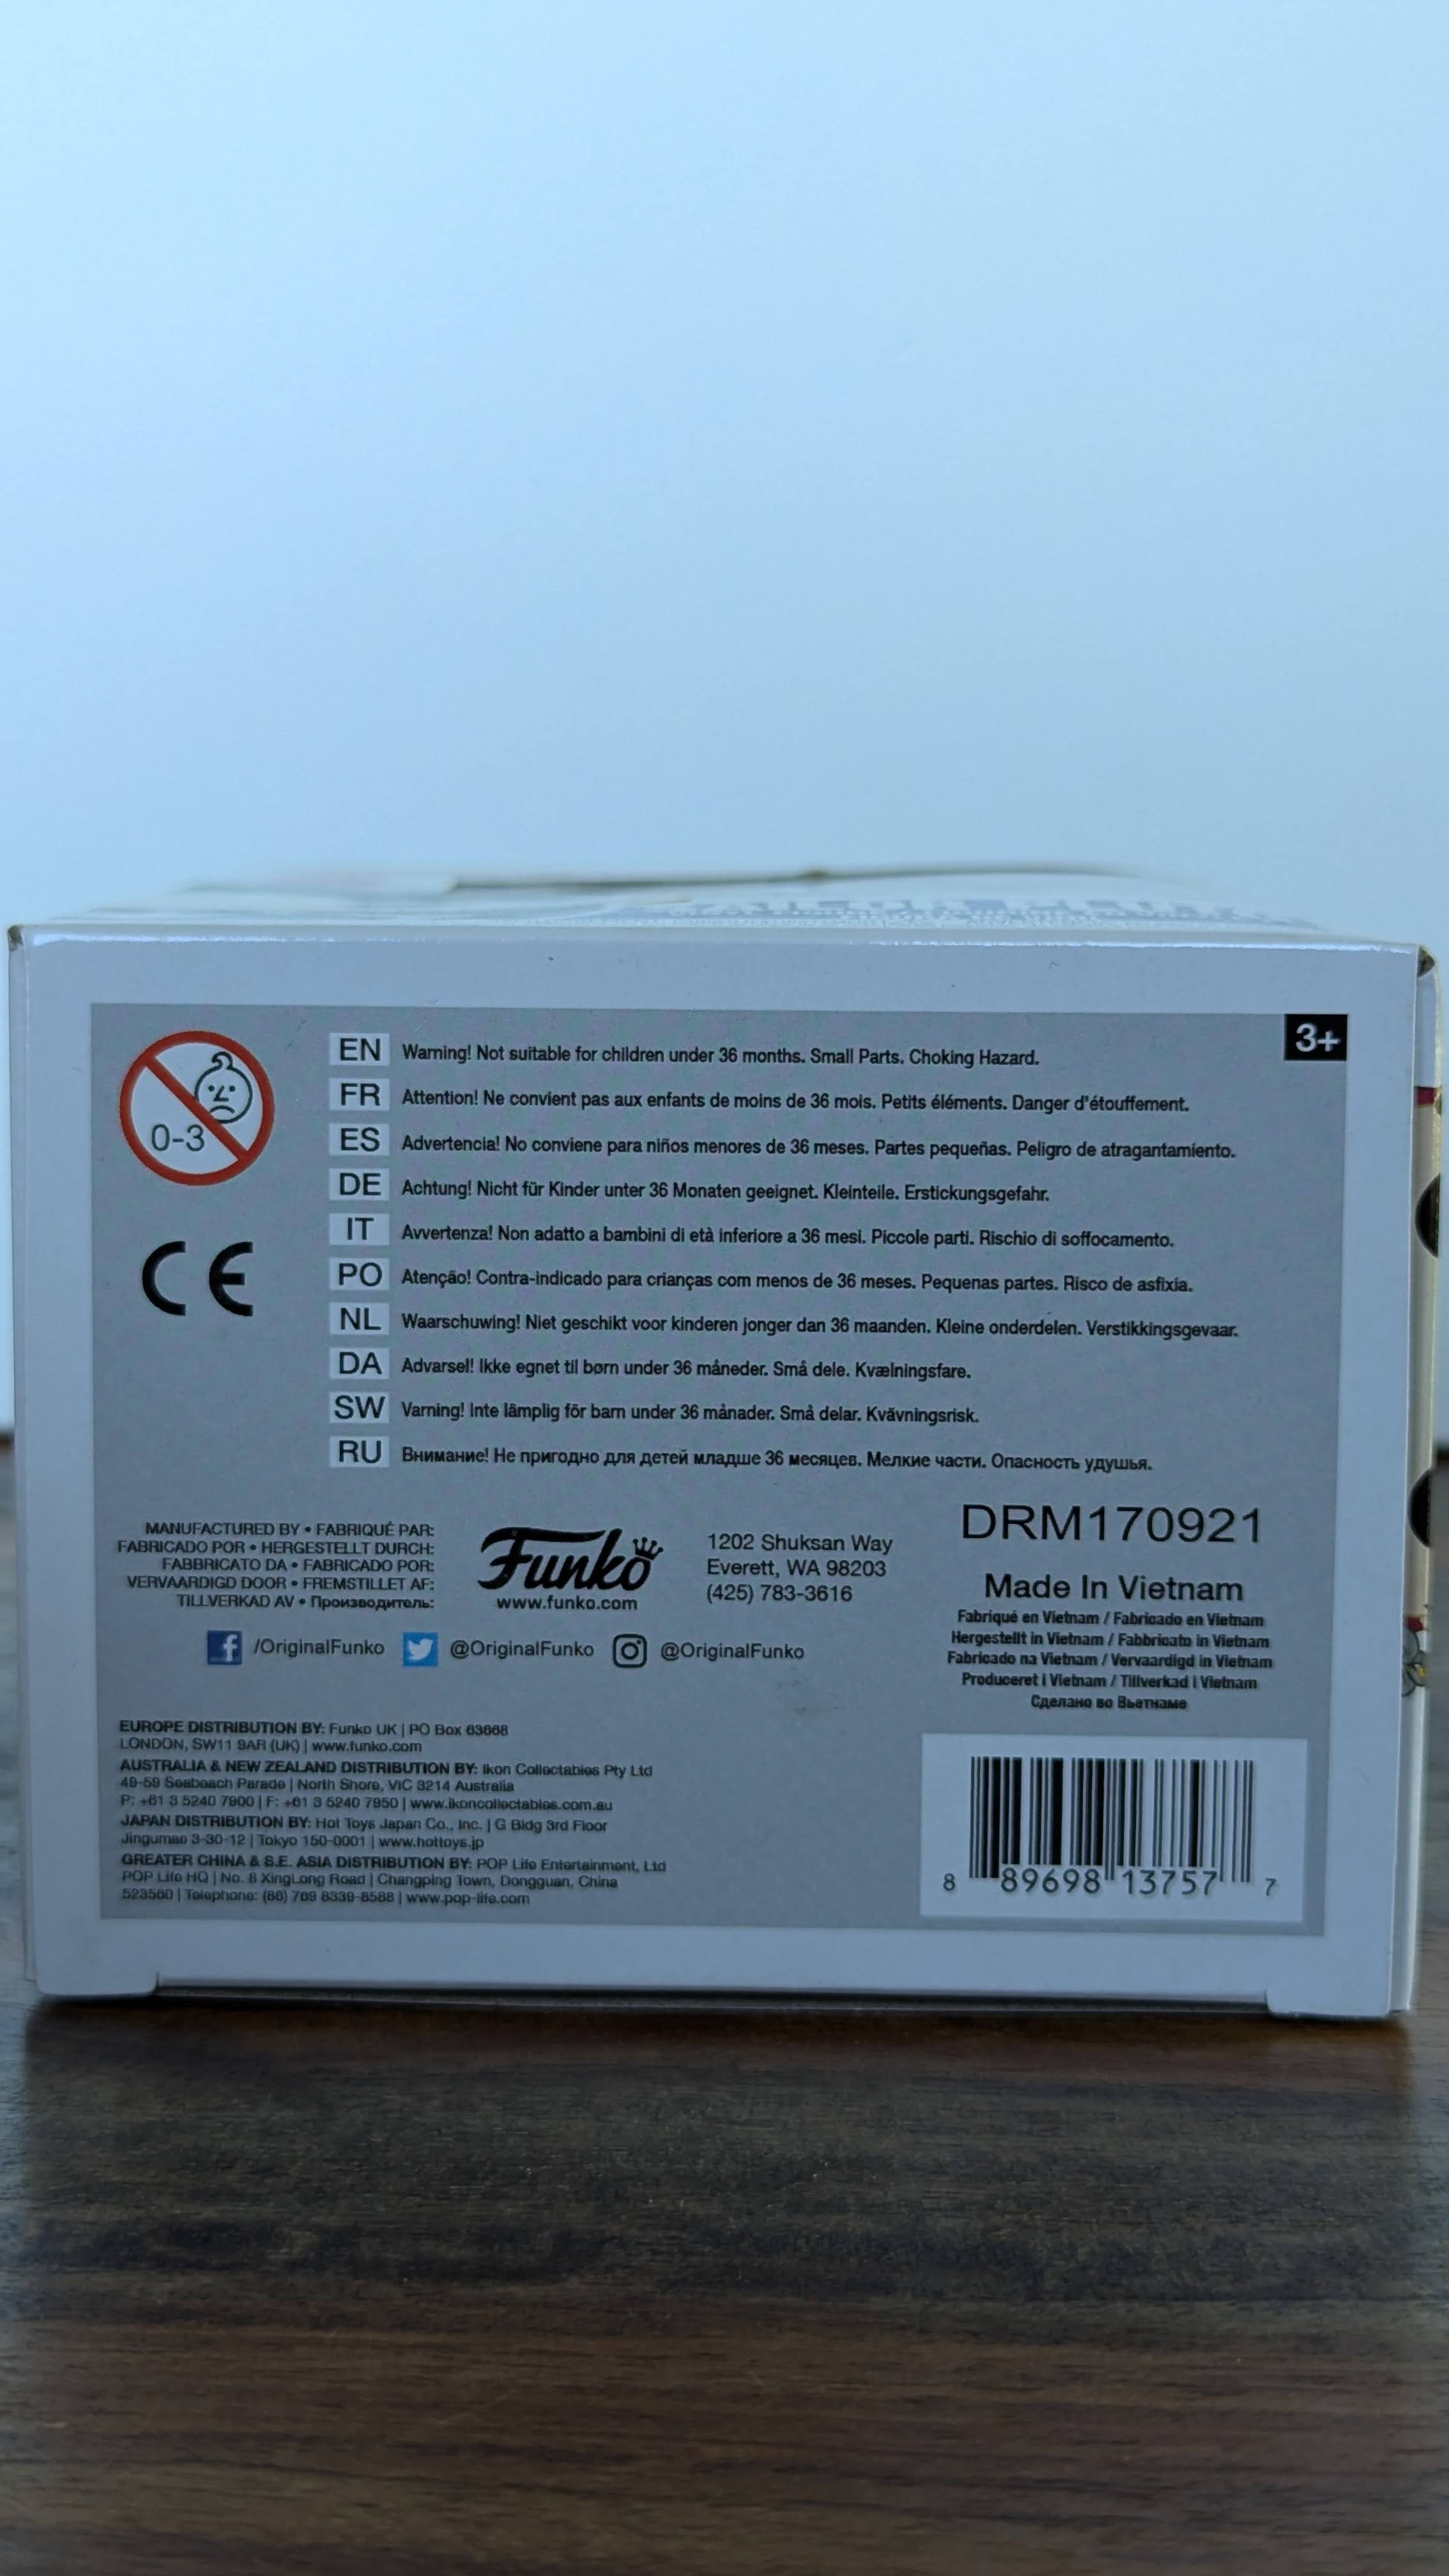 3+
0-3
EN Warning! Not suitable for children under 36 months. Small Parts. Choking Hazard.
FR Attention! Ne convient pas aux enfants de moins de 36 mois. Petits éléments. Danger d'étouffement.
ES Advertencia! No conviene para niños menores de 36 meses. Partes pequeñas. Peligro de atragantamiento.
DE Achtung! Nicht für Kinder unter 36 Monaten geeignet. Kleinteile. Erstickungsgefahr.
IT Avvertenza! Non adatto a bambini di età inferiore a 36 mesi. Piccole parti. Rischio di soffocamento.
PO Atenção! Contra-indicado para crianças com menos de 36 meses. Pequenas partes. Risco de asfixia.
NL Waarschuwing! Niet geschikt voor kinderen jonger dan 36 maanden. Kleine onderdelen. Verstikkingsgevaar.
DA Advarsel! Ikke egnet til børn under 36 måneder. Små dele. Kvælningsfare.
SW Varning! Inte lämplig för barn under 36 månader. Små delar. Kvävningsrisk.
RU Внимание! Не пригодно для детей младше 36 месяцев. Мелкие части. Опасность удушья.
CE
MANUFACTURED BY • FABRIQUÉ PAR:
FABRICADO POR • HERGESTELLT DURCH:
FABBRICATO DA • FABRICADO POR:
VERVAARDIGD DOOR • FREMSTILLET AF:
TILLVERKAD AV • Производитель:
Funko
www.funko.com
1202 Shuksan Way
Everett, WA 98203
(425) 783-3616
/OriginalFunko @OriginalFunko @OriginalFunko
DRM170921
Made In Vietnam
Fabriqué en Vietnam / Fabricado en Vietnam
Hergestellt in Vietnam / Fabbricato in Vietnam
Fabricado na Vietnam / Vervaardigd in Vietnam
Produceret i Vietnam / Tillverkad i Vietnam
Сделано во Вьетнаме
EUROPE DISTRIBUTION BY: Funko UK | PO Box 63668
LONDON, SW11 9AR (UK) | www.funko.com
AUSTRALIA & NEW ZEALAND DISTRIBUTION BY: Ikon Collectables Pty Ltd
49-59 Seabeach Parade | North Shore, VIC 3214 Australia
P: +61 3 5240 7900 | F: +61 3 5240 7950 | www.ikoncollectables.com.au
JAPAN DISTRIBUTION BY: Hot Toys Japan Co., Inc. | G Bldg 3rd Floor
Jingumae 3-30-12 | Tokyo 150-0001 | www.hottoys.jp
GREATER CHINA & S.E. ASIA DISTRIBUTION BY: POP Life Entertainment, Ltd
POP Life HQ | No. 8 XingLong Road | Changping Town, Dongguan, China
523560 | Telephone: (86) 769 8339-8588 | www.pop-life.com
8 89698 13757 7